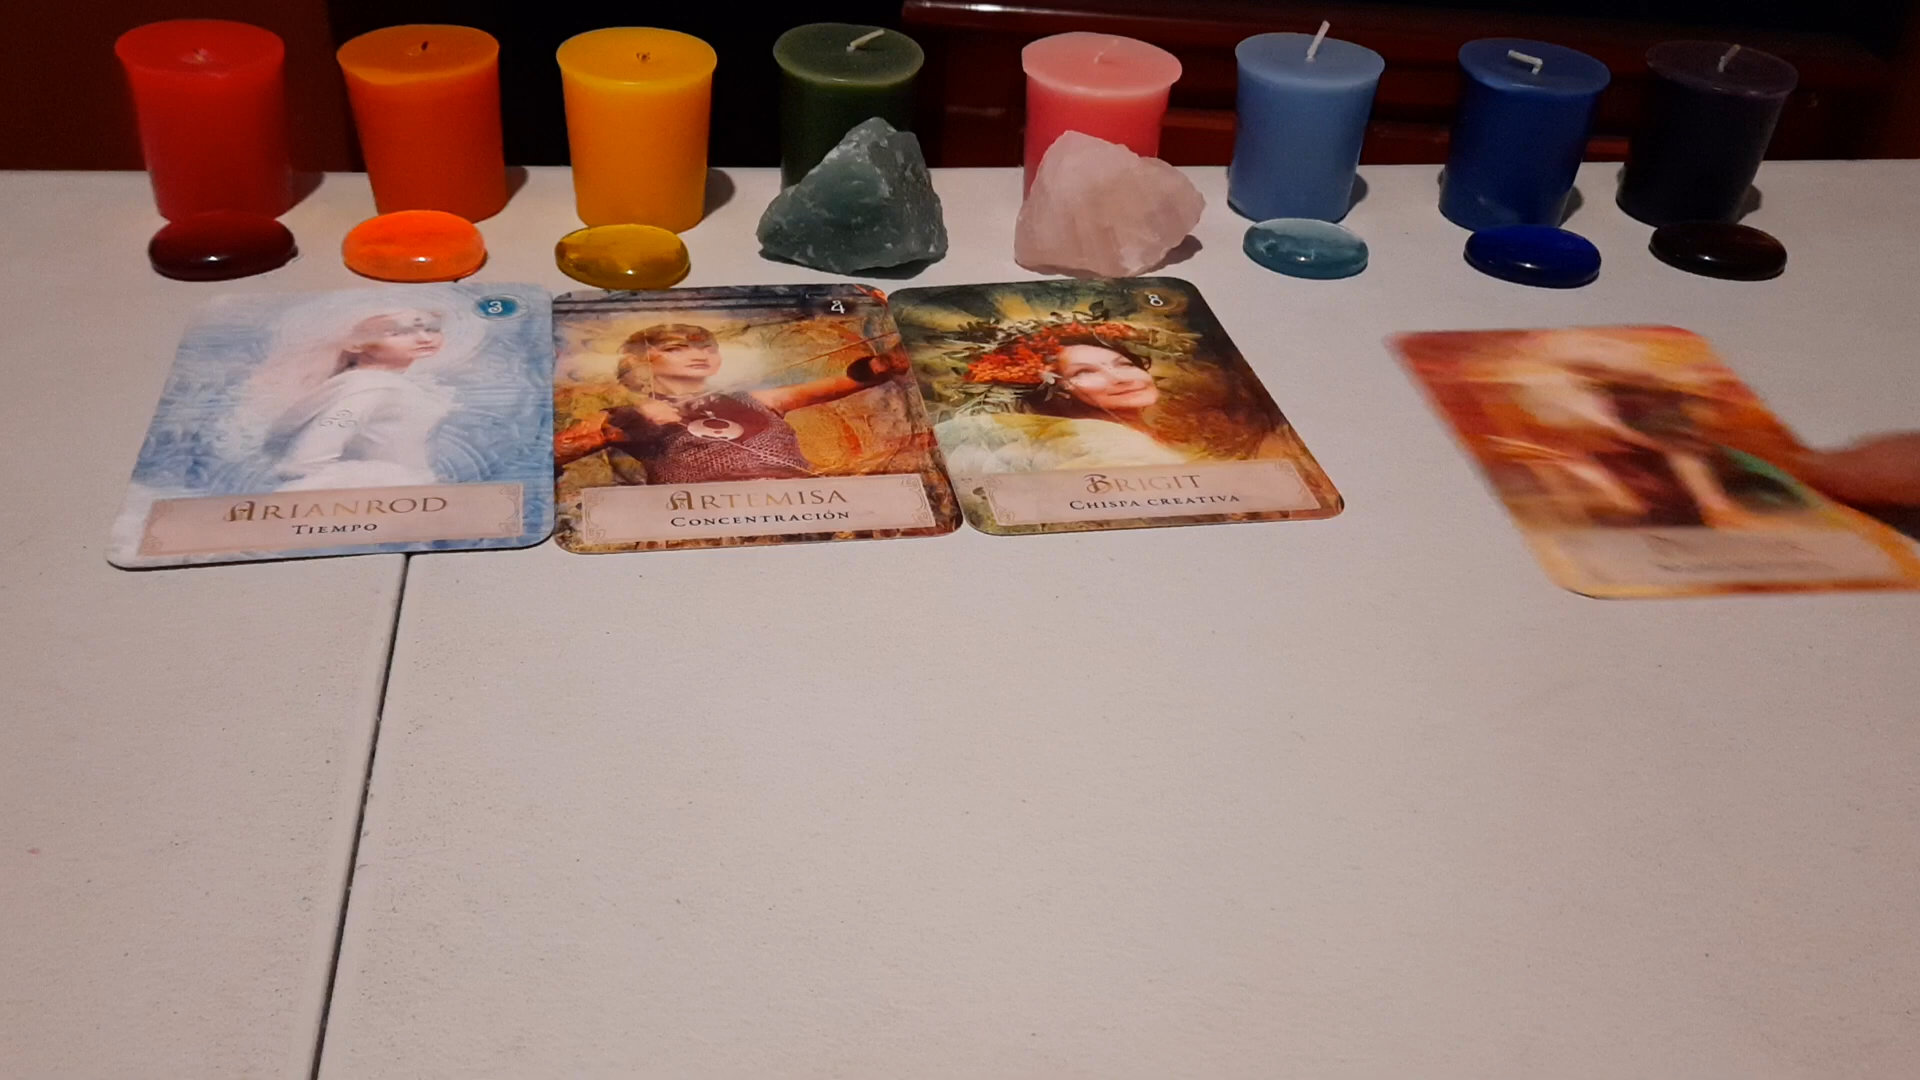 3
ARIANROD
TIEMPO
4
ARTEMISA
CONCENTRACIÓN
8
BRIGIT
CHISPA CREATIVA